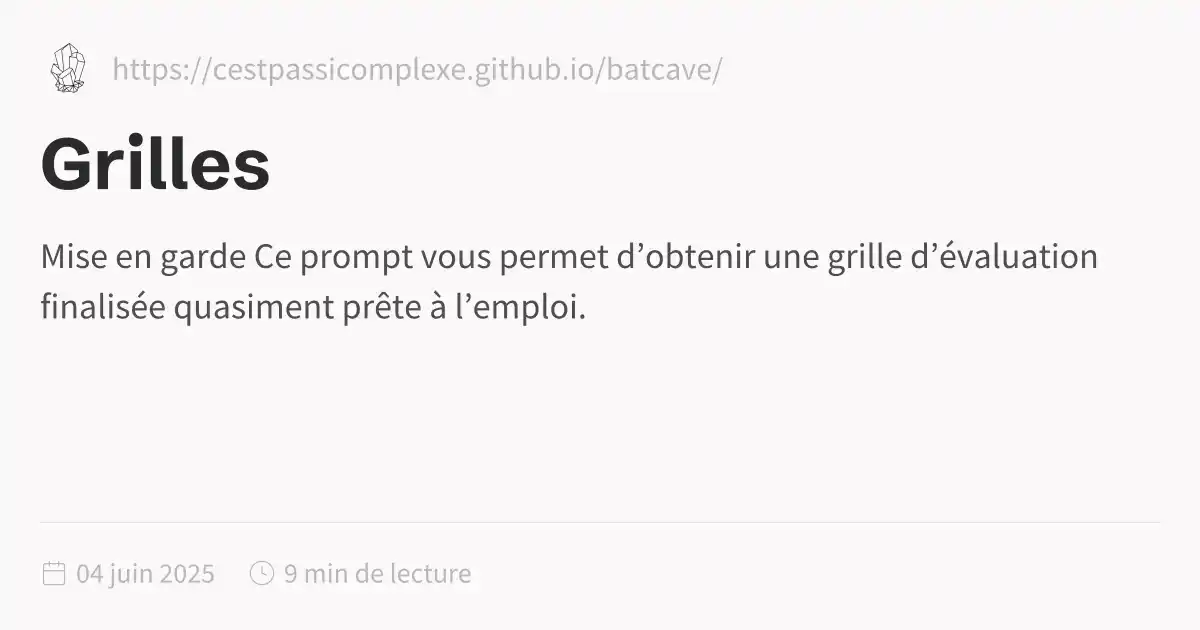 https://cestpassicomplexe.github.io/batcave/
Grilles
Mise en garde Ce prompt vous permet d’obtenir une grille d’évaluation
finalisée quasiment prête à l’emploi.
04 juin 2025
9 min de lecture